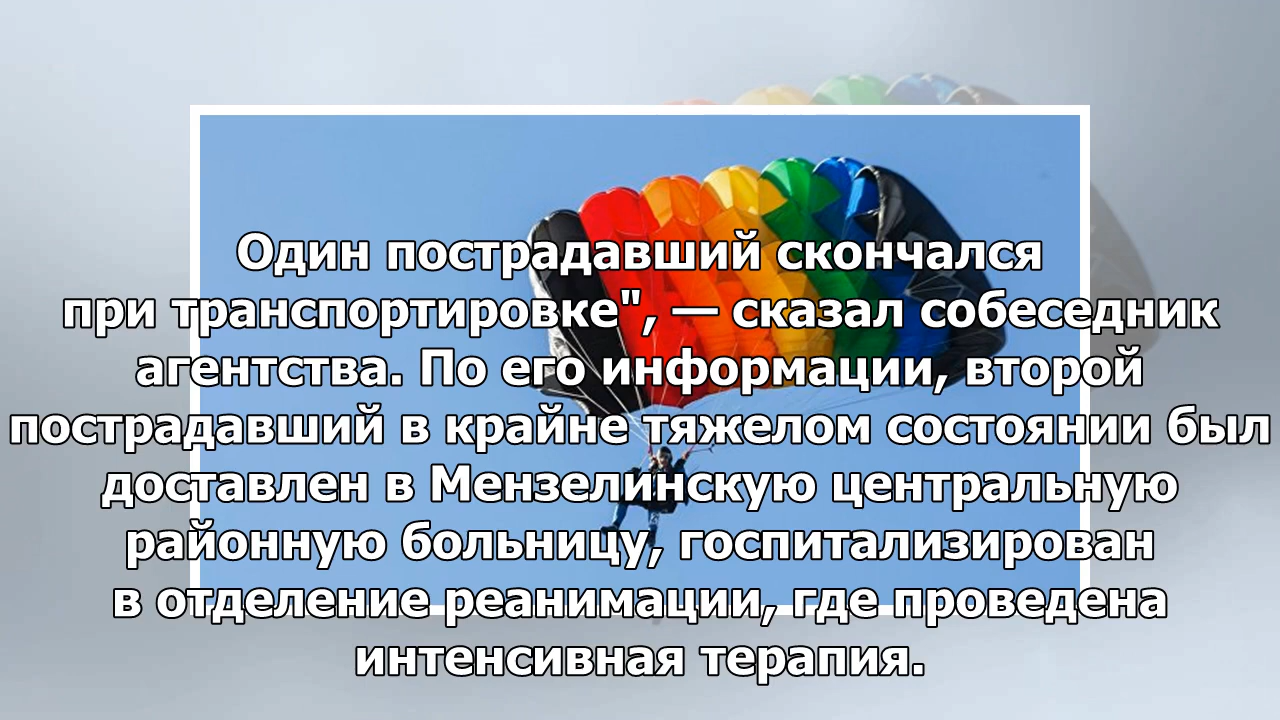 Один пострадавший скончался
при транспортировке", — сказал собеседник
агентства. По его информации, второй
пострадавший в крайне тяжелом состоянии был
доставлен в Мензелинскую центральную
районную больницу, госпитализирован
в отделение реанимации, где проведена
интенсивная терапия.